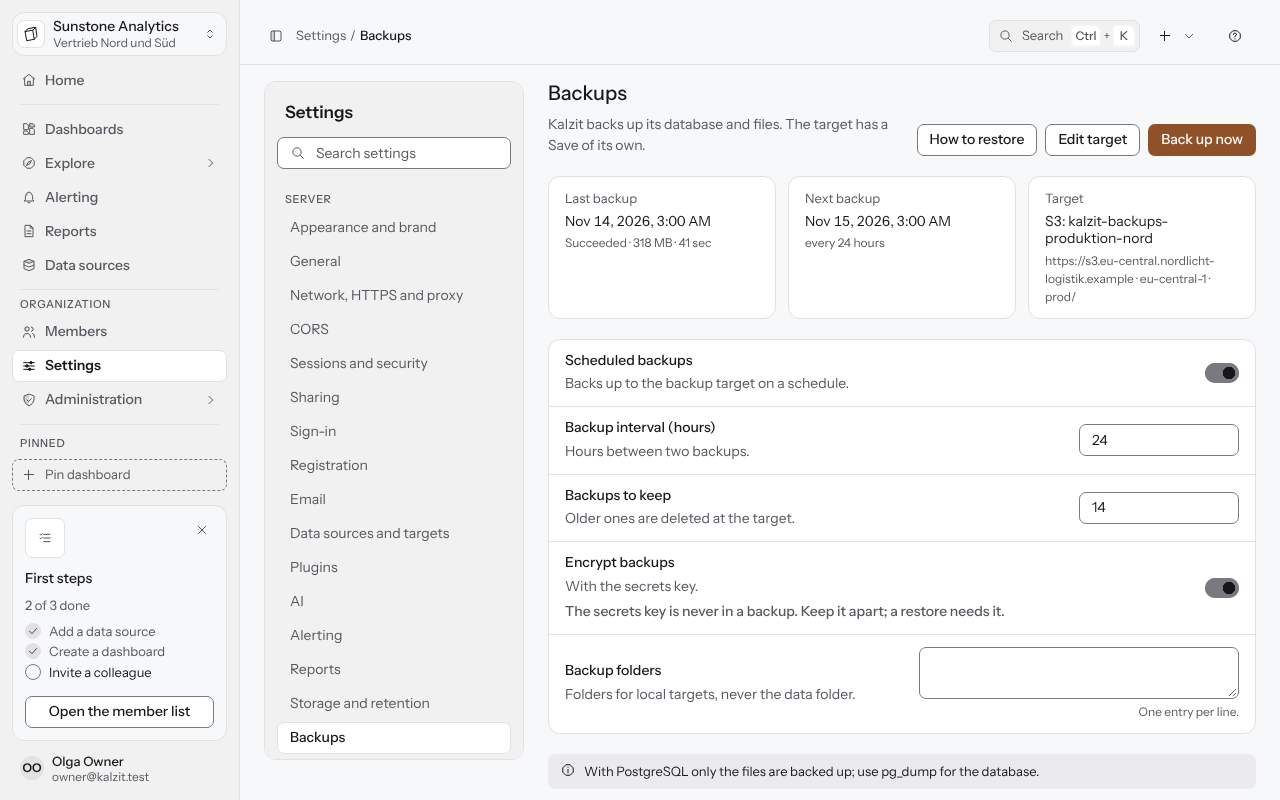 Sunstone Analytics
Vertrieb Nord und Süd
Home
Dashboards
Explore
Alerting
Reports
Data sources
ORGANIZATION
Members
Settings
Administration
PINNED
Pin dashboard
First steps
2 of 3 done
Add a data source
Create a dashboard
Invite a colleague
Open the member list
OO
Olga Owner
owner@kalzit.test
Settings / Backups
Search Ctrl + K
Settings
Search settings
SERVER
Appearance and brand
General
Network, HTTPS and proxy
CORS
Sessions and security
Sharing
Sign-in
Registration
Email
Data sources and targets
Plugins
AI
Alerting
Reports
Storage and retention
Backups
Backups
Kalzit backs up its database and files. The target has a
Save of its own.
How to restore
Edit target
Back up now
Last backup
Nov 14, 2026, 3:00 AM
Succeeded · 318 MB · 41 sec
Next backup
Nov 15, 2026, 3:00 AM
every 24 hours
Target
S3: kalzit-backups-
produktion-nord
https://s3.eu-central.nordlicht-
logistik.example · eu-central-1 ·
prod/
Scheduled backups
Backs up to the backup target on a schedule.
Backup interval (hours)
Hours between two backups.
24
Backups to keep
Older ones are deleted at the target.
14
Encrypt backups
With the secrets key.
The secrets key is never in a backup. Keep it apart; a restore needs it.
Backup folders
Folders for local targets, never the data folder.
One entry per line.
With PostgreSQL only the files are backed up; use pg_dump for the database.